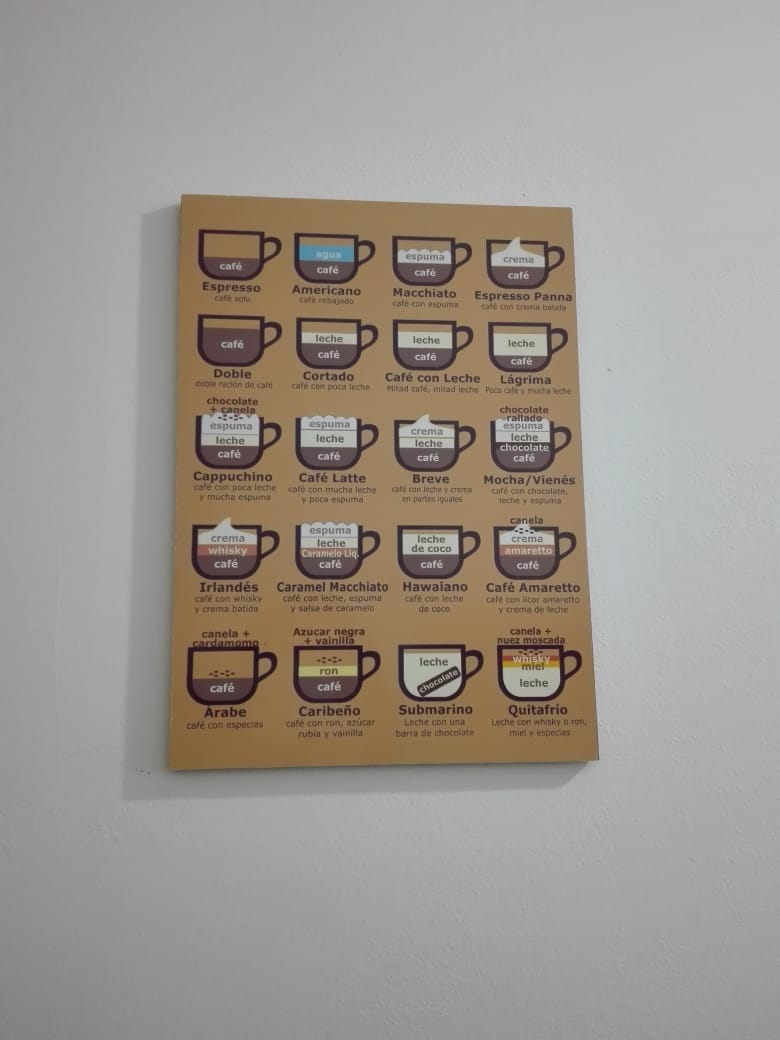 café
Espresso
café solo
agua
café
Americano
café rebajado
espuma
café
Macchiato
café con espuma
crema
café
Espresso Panna
café con crema batida
café
Doble
doble ración de café
leche
café
Cortado
café con poca leche
leche
café
Café con Leche
Mitad café, mitad leche
leche
café
Lágrima
Poco café y mucha leche
chocolate
+ canela
espuma
leche
café
Cappuchino
café con poca leche
y mucha espuma
espuma
leche
café
Café Latte
café con mucha leche
y poca espuma
crema
leche
café
Breve
café con leche y crema
en partes iguales
chocolate
rallado
espuma
leche
chocolate
café
Mocha/Vienés
café con chocolate,
leche y espuma
crema
whisky
café
Irlandés
café con whisky
y crema batida
espuma
leche
Caramelo Liq.
café
Caramel Macchiato
café con leche, espuma
y salsa de caramelo
leche
de coco
café
Hawaiano
café con leche
de coco
canela
crema
amaretto
café
Café Amaretto
café con licor amaretto
y crema de leche
canela +
cardamomo
café
Árabe
café con especias
Azucar negra
+ vainilla
ron
café
Caribeño
café con ron, azúcar
rubia y vainilla
leche
chocolate
Submarino
Leche con una
barra de chocolate
canela +
nuez moscada
whisky
miel
leche
Quitafrío
Leche con whisky o ron,
miel y especias